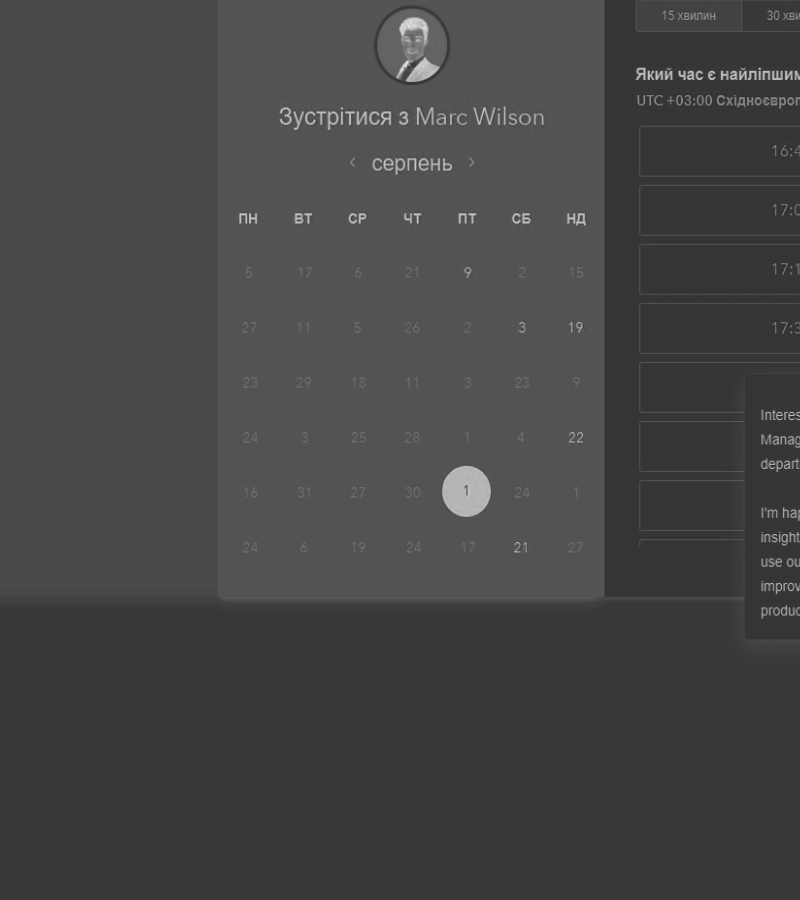 Зустрітися з Marc Wilson
‹ серпень ›
ПН ВТ СР ЧТ ПТ СБ НД
5 17 6 21 9 2 15
27 11 5 26 2 3 19
23 29 18 11 3 23 9
24 3 25 28 1 4 22
16 31 27 30 1 24 1
24 6 19 24 17 21 27
15 хвилин 30 хви
Який час є найліпшим
UTC +03:00 Східноєвроп
16:4
17:0
17:1
17:3
Interes
Manag
depart
I'm hap
insight
use ou
improv
produc